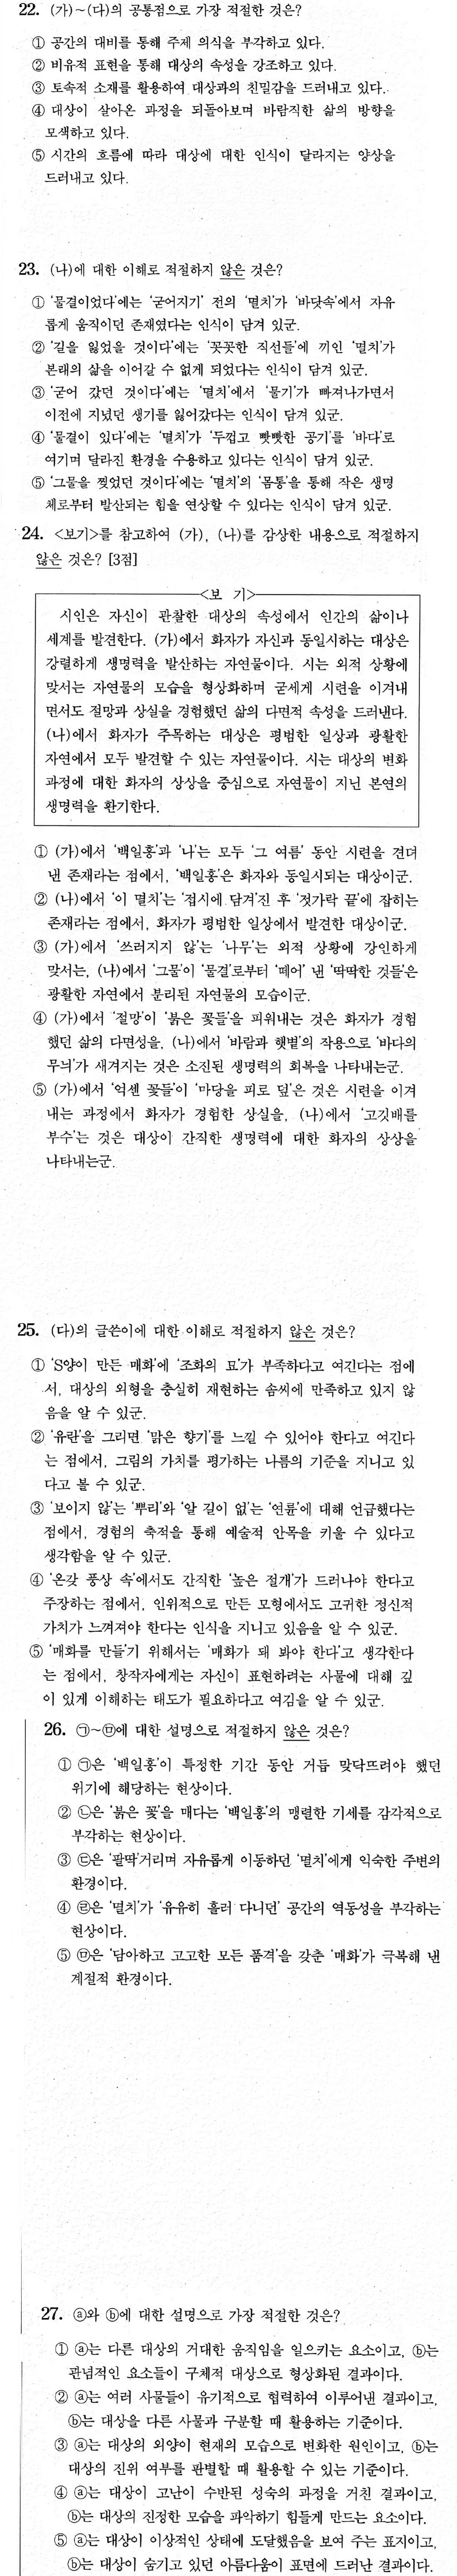 22. (가)~(다)의 공통점으로 가장 적절한 것은?
① 공간의 대비를 통해 주제 의식을 부각하고 있다.
② 비유적 표현을 통해 대상의 속성을 강조하고 있다.
③ 토속적 소재를 활용하여 대상과의 친밀감을 드러내고 있다.
④ 대상이 살아온 과정을 되돌아보며 바람직한 삶의 방향을
모색하고 있다.
⑤ 시간의 흐름에 따라 대상에 대한 인식이 달라지는 양상을
드러내고 있다.
23. (나)에 대한 이해로 적절하지 않은 것은?
① '물결이었다'에는 '굳어지기' 전의 '멸치'가 '바닷속'에서 자유
롭게 움직이던 존재였다는 인식이 담겨 있군.
② '길을 잃었을 것이다'에는 '꼿꼿한 직선들'에 끼인 '멸치'가
본래의 삶을 이어갈 수 없게 되었다는 인식이 담겨 있군.
③ '굳어 갔던 것이다'에는 '멸치'에서 '물기'가 빠져나가면서
이전에 지녔던 생기를 잃어갔다는 인식이 담겨 있군.
④ '물결이 있다'에는 '멸치'가 '두껍고 빳빳한 공기'를 '바다'로
여기며 달라진 환경을 수용하고 있다는 인식이 담겨 있군.
⑤ '그물을 찢었던 것이다'에는 '멸치'의 '몸통'을 통해 작은 생명
체로부터 발산되는 힘을 연상할 수 있다는 인식이 담겨 있군.
24. <보기>를 참고하여 (가), (나)를 감상한 내용으로 적절하지
않은 것은? [3점]
<보 기>
시인은 자신이 관찰한 대상의 속성에서 인간의 삶이나
세계를 발견한다. (가)에서 화자가 자신과 동일시하는 대상은
강렬하게 생명력을 발산하는 자연물이다. 시는 외적 상황에
맞서는 자연물의 모습을 형상화하며 굳세게 시련을 이겨내
면서도 절망과 상실을 경험했던 삶의 다면적 속성을 드러낸다.
(나)에서 화자가 주목하는 대상은 평범한 일상과 광활한
자연에서 모두 발견할 수 있는 자연물이다. 시는 대상의 변화
과정에 대한 화자의 상상을 중심으로 자연물이 지닌 본연의
생명력을 환기한다.
① (가)에서 '백일홍'과 '나'는 모두 '그 여름' 동안 시련을 견뎌
낸 존재라는 점에서, '백일홍'은 화자와 동일시되는 대상이군.
② (나)에서 '이 멸치'는 '접시에 담겨'진 후 '젓가락 끝'에 잡히는
존재라는 점에서, 화자가 평범한 일상에서 발견한 대상이군.
③ (가)에서 '쓰러지지 않'는 '나무'는 외적 상황에 강인하게
맞서는, (나)에서 '그물'이 '물결'로부터 '떼어' 낸 '딱딱한 것들'은
광활한 자연에서 분리된 자연물의 모습이군.
④ (가)에서 '절망'이 '붉은 꽃들'을 피워내는 것은 화자가 경험
했던 삶의 다면성을, (나)에서 '바람과 햇볕'의 작용으로 '바다의
무늬'가 새겨지는 것은 소진된 생명력의 회복을 나타내는군.
⑤ (가)에서 '억센 꽃들'이 '마당을 피로 덮'은 것은 시련을 이겨
내는 과정에서 화자가 경험한 상실을, (나)에서 '고깃배를
부수'는 것은 대상이 간직한 생명력에 대한 화자의 상상을
나타내는군.
25. (다)의 글쓴이에 대한 이해로 적절하지 않은 것은?
① 'S양이 만든 매화'에 '조화의 묘'가 부족하다고 여긴다는 점에
서, 대상의 외형을 충실히 재현하는 솜씨에 만족하고 있지 않
음을 알 수 있군.
② '유란'을 그리면 '맑은 향기'를 느낄 수 있어야 한다고 여긴다
는 점에서, 그림의 가치를 평가하는 나름의 기준을 지니고 있
다고 볼 수 있군.
③ '보이지 않'는 '뿌리'와 '알 길이 없'는 '연륜'에 대해 언급했다는
점에서, 경험의 축적을 통해 예술적 안목을 키울 수 있다고
생각함을 알 수 있군.
④ '온갖 풍상 속'에서도 간직한 '높은 절개'가 드러나야 한다고
주장하는 점에서, 인위적으로 만든 모형에서도 고귀한 정신적
가치가 느껴져야 한다는 인식을 지니고 있음을 알 수 있군.
⑤ '매화를 만들'기 위해서는 '매화가 돼 봐야 한다'고 생각한다
는 점에서, 창작자에게는 자신이 표현하려는 사물에 대해 깊
이 있게 이해하는 태도가 필요하다고 여김을 알 수 있군.
26. ㉠~㉤에 대한 설명으로 적절하지 않은 것은?
① ㉠은 '백일홍'이 특정한 기간 동안 거듭 맞닥뜨려야 했던
위기에 해당하는 현상이다.
② ㉡은 '붉은 꽃'을 매다는 '백일홍'의 맹렬한 기세를 감각적으로
부각하는 현상이다.
③ ㉢은 '팔딱'거리며 자유롭게 이동하던 '멸치'에게 익숙한 주변의
환경이다.
④ ㉣은 '멸치'가 '유유히 흘러 다니던' 공간의 역동성을 부각하는
현상이다.
⑤ ㉤은 '담아하고 고고한 모든 품격'을 갖춘 '매화'가 극복해 낸
계절적 환경이다.
27. ⓐ와 ⓑ에 대한 설명으로 가장 적절한 것은?
① ⓐ는 다른 대상의 거대한 움직임을 일으키는 요소이고, ⓑ는
관념적인 요소들이 구체적 대상으로 형상화된 결과이다.
② ⓐ는 여러 사물들이 유기적으로 협력하여 이루어낸 결과이고,
ⓑ는 대상을 다른 사물과 구분할 때 활용하는 기준이다.
③ ⓐ는 대상의 외양이 현재의 모습으로 변화한 원인이고, ⓑ는
대상의 진위 여부를 판별할 때 활용할 수 있는 기준이다.
④ ⓐ는 대상이 고난이 수반된 성숙의 과정을 거친 결과이고,
ⓑ는 대상의 진정한 모습을 파악하기 힘들게 만드는 요소이다.
⑤ ⓐ는 대상이 이상적인 상태에 도달했음을 보여 주는 표지이고,
ⓑ는 대상이 숨기고 있던 아름다움이 표면에 드러난 결과이다.